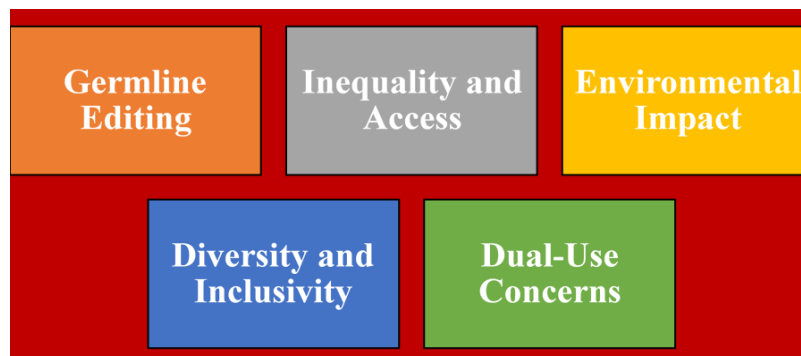 Germline
Editing
Inequality and
Access
Environmental
Impact
Diversity and
Inclusivity
Dual-Use
Concerns